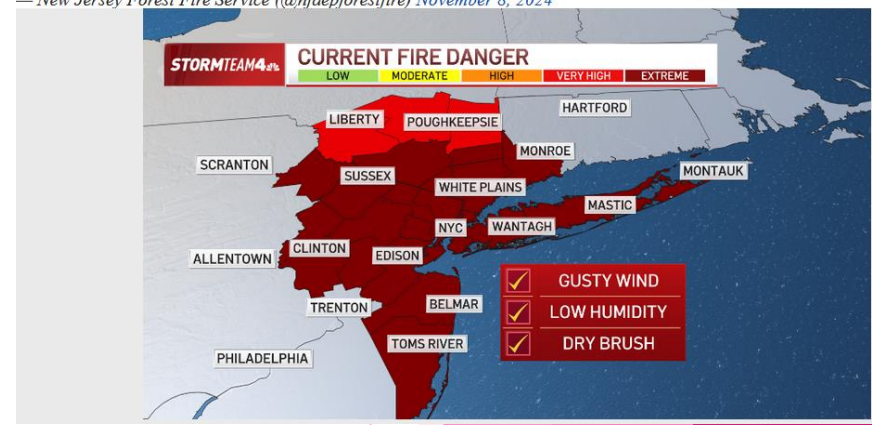 — New Jersey Forest Fire Service (@njdepforestfire) November 8, 2024
STORMTEAM4
CURRENT FIRE DANGER
LOW MODERATE HIGH VERY HIGH EXTREME
HARTFORD
LIBERTY
POUGHKEEPSIE
MONROE
SCRANTON
MONTAUK
SUSSEX
WHITE PLAINS
MASTIC
NYC
WANTAGH
CLINTON
EDISON
ALLENTOWN
GUSTY WIND
BELMAR
TRENTON
LOW HUMIDITY
TOMS RIVER
DRY BRUSH
PHILADELPHIA